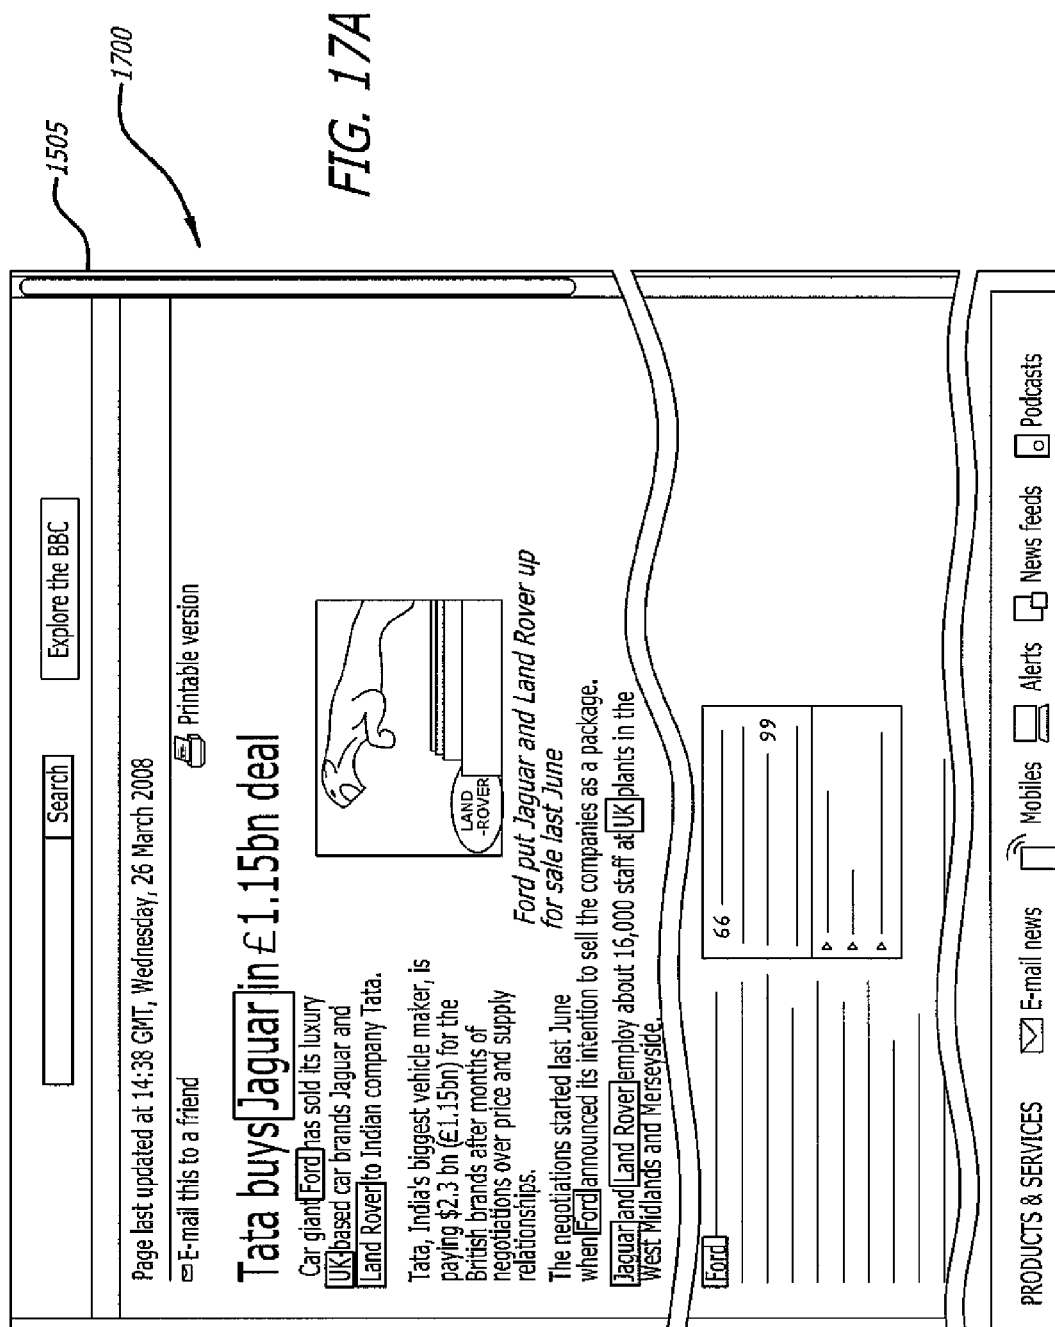 1505
1700
FIG. 17A
Search
Explore the BBC
Page last updated at 14:38 GMT, Wednesday, 26 March 2008
E-mail this to a friend
Printable version
Tata buys Jaguar in £1.15bn deal
Car giant Ford has sold its luxury
UK-based car brands Jaguar and
Land Rover to Indian company Tata.
LAND
-ROVER
Tata, India's biggest vehicle maker, is
paying $2.3 bn (£1.15bn) for the
British brands after months of
negotiations over price and supply
relationships.
Ford put Jaguar and Land Rover up
for sale last June
The negotiations started last June
when Ford announced its intention to sell the companies as a package.
Jaguar and Land Rover employ about 16,000 staff at UK plants in the
West Midlands and Merseyside.
Ford
66
99
PRODUCTS & SERVICES
E-mail news
Mobiles
Alerts
News feeds
Podcasts